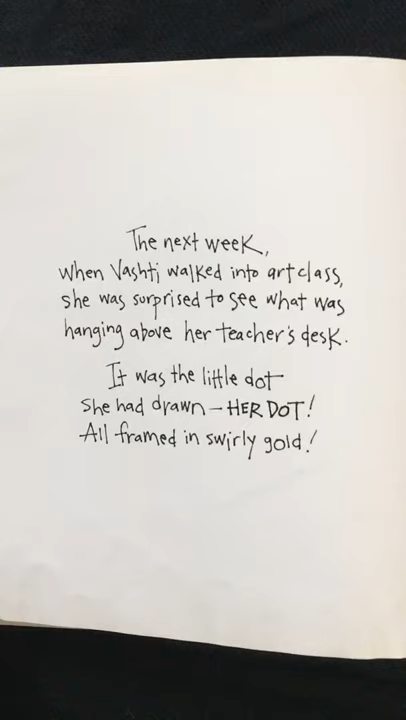 The next week,
when Vashti walked into art class,
she was surprised to see what was
hanging above her teacher's desk.
It was the little dot
she had drawn — HER DOT!
All framed in swirly gold!